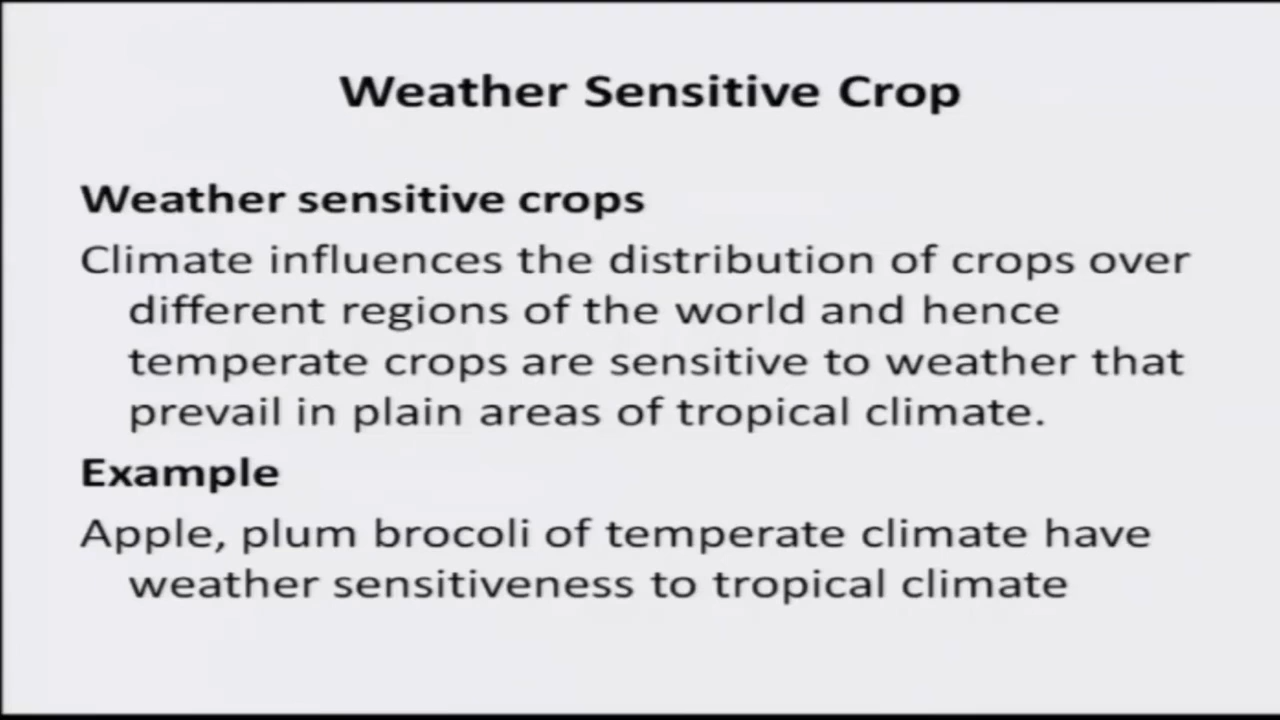 Weather Sensitive Crop
Weather sensitive crops
Climate influences the distribution of crops over
different regions of the world and hence
temperate crops are sensitive to weather that
prevail in plain areas of tropical climate.
Example
Apple, plum brocoli of temperate climate have
weather sensitiveness to tropical climate